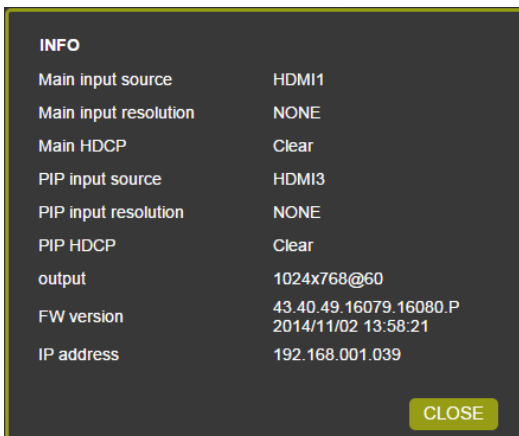 INFO
Main input source HDMI1
Main input resolution NONE
Main HDCP Clear
PIP input source HDMI3
PIP input resolution NONE
PIP HDCP Clear
output 1024x768@60
FW version 43.40.49.16079.16080.P
2014/11/02 13:58:21
IP address 192.168.001.039
CLOSE